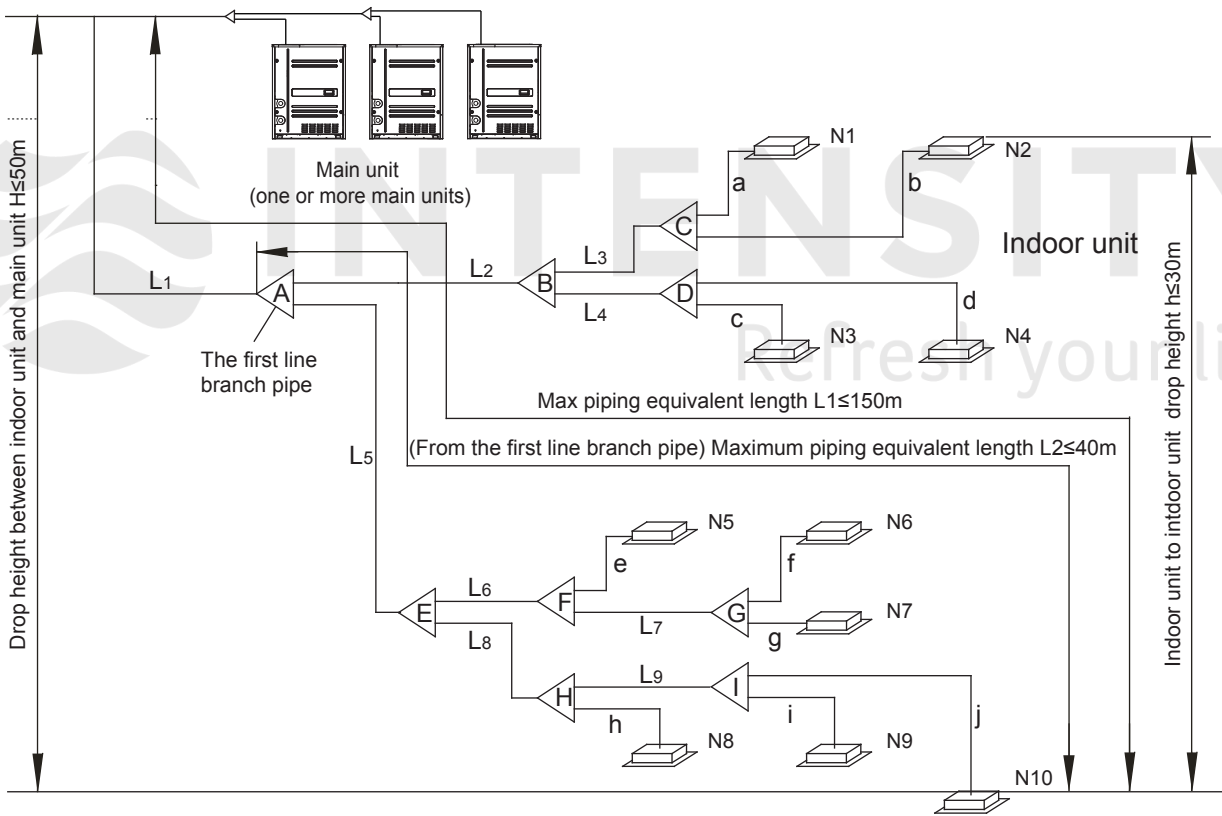 Main unit
(one or more main units)
Drop height between indoor unit and main unit H≤50m
INTENSITY
Refresh your li
N1
N2
a
b
C
Indoor unit
L3
L2
B
L1
A
D
L4
c
d
N3
N4
The first line
branch pipe
Max piping equivalent length L1≤150m
(From the first line branch pipe) Maximum piping equivalent length L2≤40m
Indoor unit to intdoor unit drop height h≤30m
L5
N5
N6
e
f
L6
F
E
G
N7
L7
g
L8
L9
I
H
h
i
j
N8
N9
N10